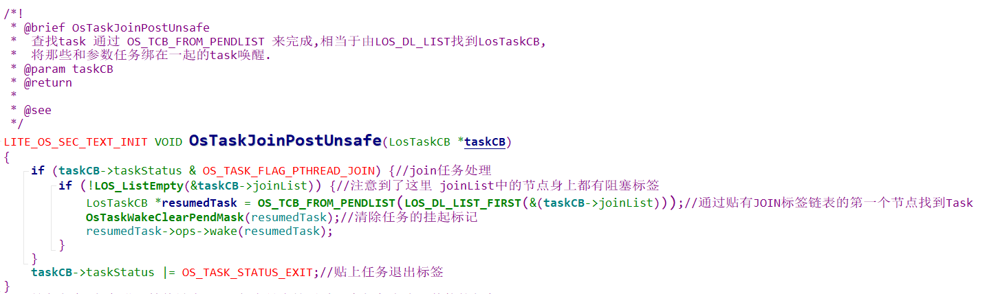 /*!
 * @brief OsTaskJoinPostUnsafe
 *  查找task 通过 OS_TCB_FROM_PENDLIST 来完成,相当于由LOS_DL_LIST找到LosTaskCB,
 *  将那些和参数任务绑在一起的task唤醒.
 * @param taskCB
 * @return
 *
 * @see
 */
LITE_OS_SEC_TEXT_INIT VOID OsTaskJoinPostUnsafe(LosTaskCB *taskCB)
{
    if (taskCB->taskStatus & OS_TASK_FLAG_PTHREAD_JOIN) {//join任务处理
        if (!LOS_ListEmpty(&taskCB->joinList)) {//注意到了这里 joinList中的节点身上都有阻塞标签
            LosTaskCB *resumedTask = OS_TCB_FROM_PENDLIST(LOS_DL_LIST_FIRST(&(taskCB->joinList)));//通过贴有JOIN标签链表的第一个节点找到Task
            OsTaskWakeClearPendMask(resumedTask);//清除任务的挂起标记
            resumedTask->ops->wake(resumedTask);
        }
    }
    taskCB->taskStatus |= OS_TASK_STATUS_EXIT;//贴上任务退出标签
}